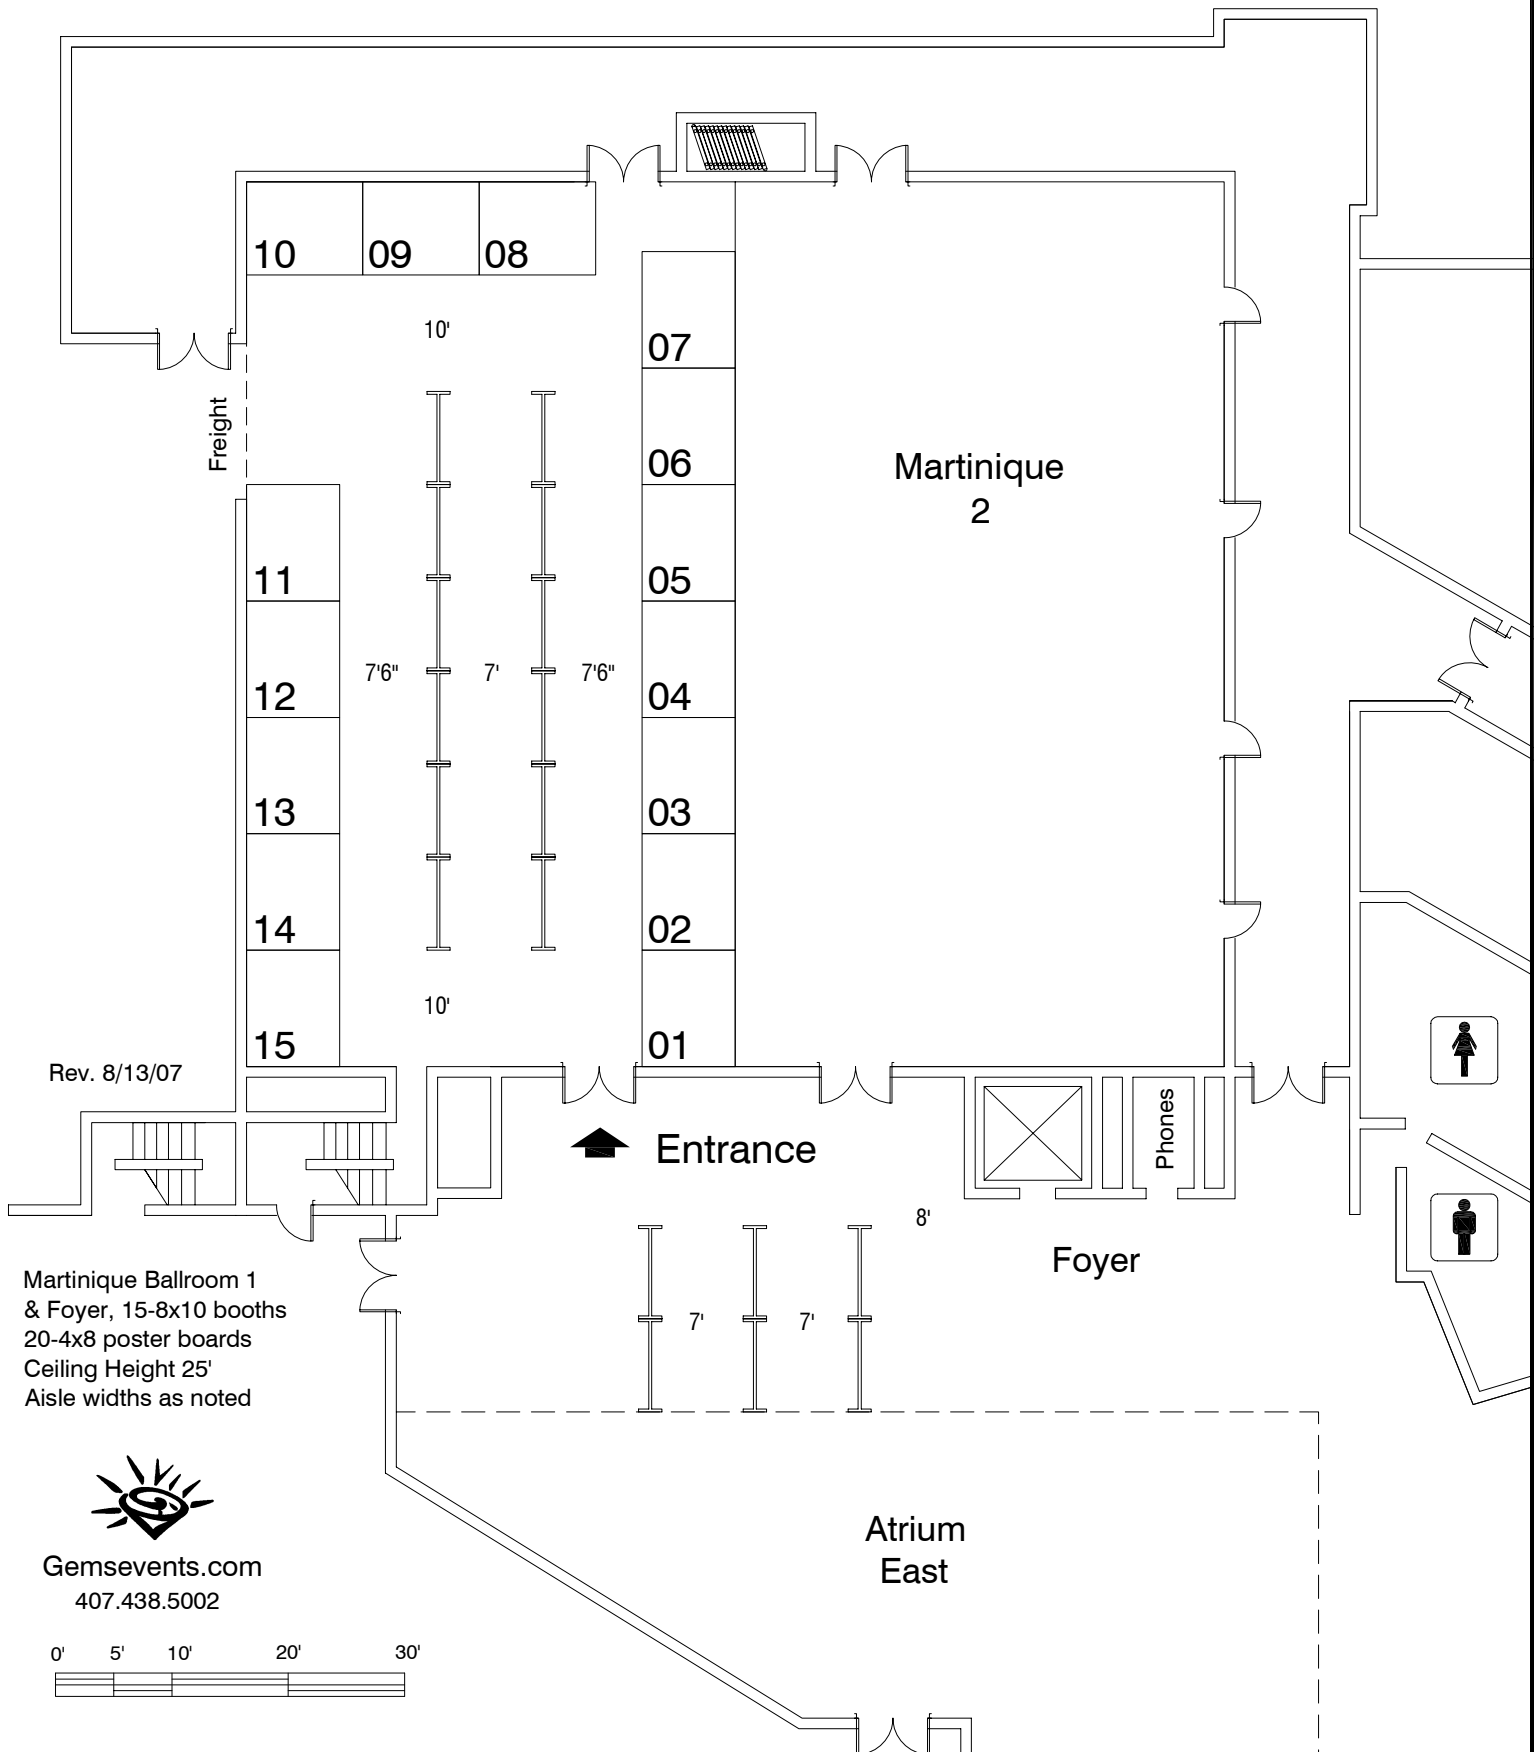 10
09
08
10'
07
Freight
06
Martinique
2
11
05
7'6"
7'
7'6"
12
04
13
03
14
02
10'
15
01
Rev. 8/13/07
Entrance
Phones
8'
Foyer
7'
7'
Martinique Ballroom 1
& Foyer, 15-8x10 booths
20-4x8 poster boards
Ceiling Height 25'
Aisle widths as noted
Atrium
East
Gemsevents.com
407.438.5002
0' 5' 10' 20' 30'